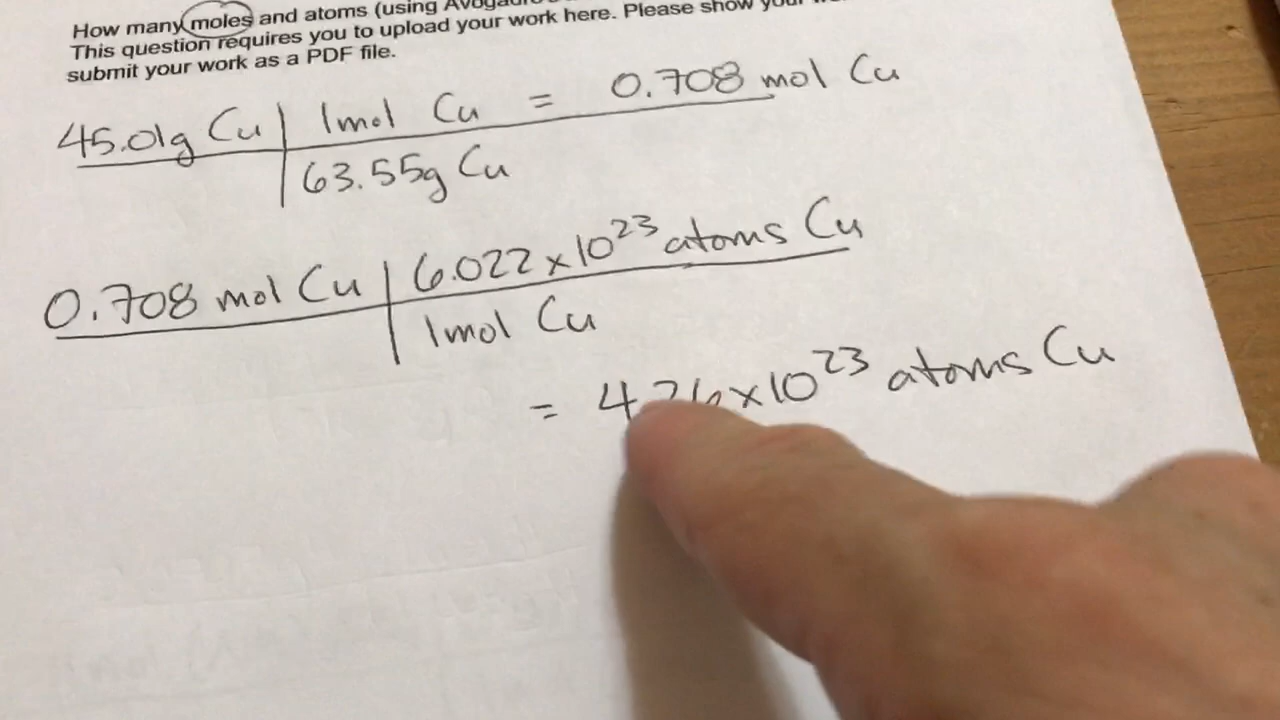 How many moles and atoms (using
This question requires you to upload your work here. Please show your
submit your work as a PDF file.
45.01g Cu | 1mol Cu = 0.708 mol Cu
63.55g Cu
0.708 mol Cu | 6.022x10²³ atoms Cu
1mol Cu
= 4.26x10²³ atoms Cu